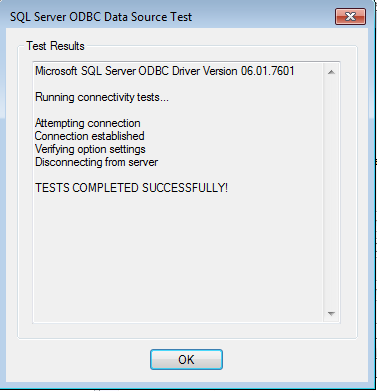 SQL Server ODBC Data Source Test
Test Results
Microsoft SQL Server ODBC Driver Version 06.01.7601
Running connectivity tests...
Attempting connection
Connection established
Verifying option settings
Disconnecting from server
TESTS COMPLETED SUCCESSFULLY!
OK